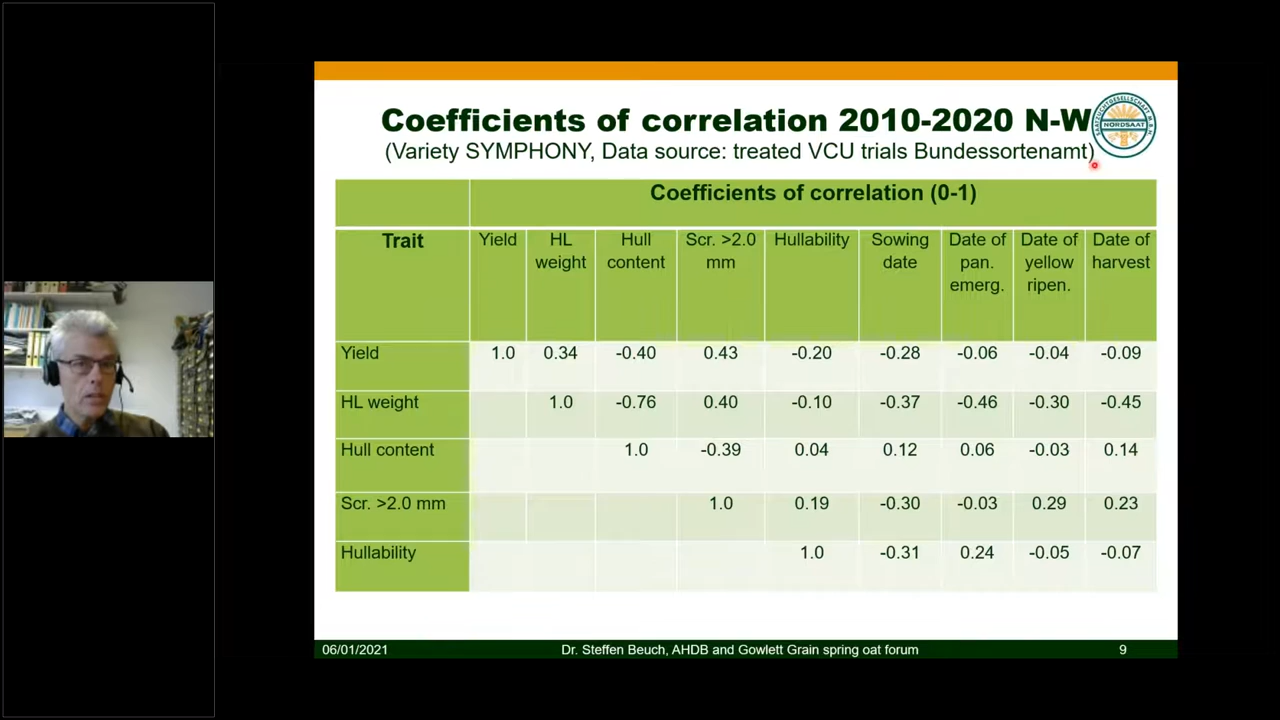 Coefficients of correlation 2010-2020 N-W
(Variety SYMPHONY, Data source: treated VCU trials Bundessortenamt)
NORDSAAT
Coefficients of correlation (0-1)
Trait Yield HL weight Hull content Scr. >2.0 mm Hullability Sowing date Date of pan. emerg. Date of yellow ripen. Date of harvest
Yield 1.0 0.34 -0.40 0.43 -0.20 -0.28 -0.06 -0.04 -0.09
HL weight 1.0 -0.76 0.40 -0.10 -0.37 -0.46 -0.30 -0.45
Hull content 1.0 -0.39 0.04 0.12 0.06 -0.03 0.14
Scr. >2.0 mm 1.0 0.19 -0.30 -0.03 0.29 0.23
Hullability 1.0 -0.31 0.24 -0.05 -0.07
06/01/2021 Dr. Steffen Beuch, AHDB and Gowlett Grain spring oat forum 9